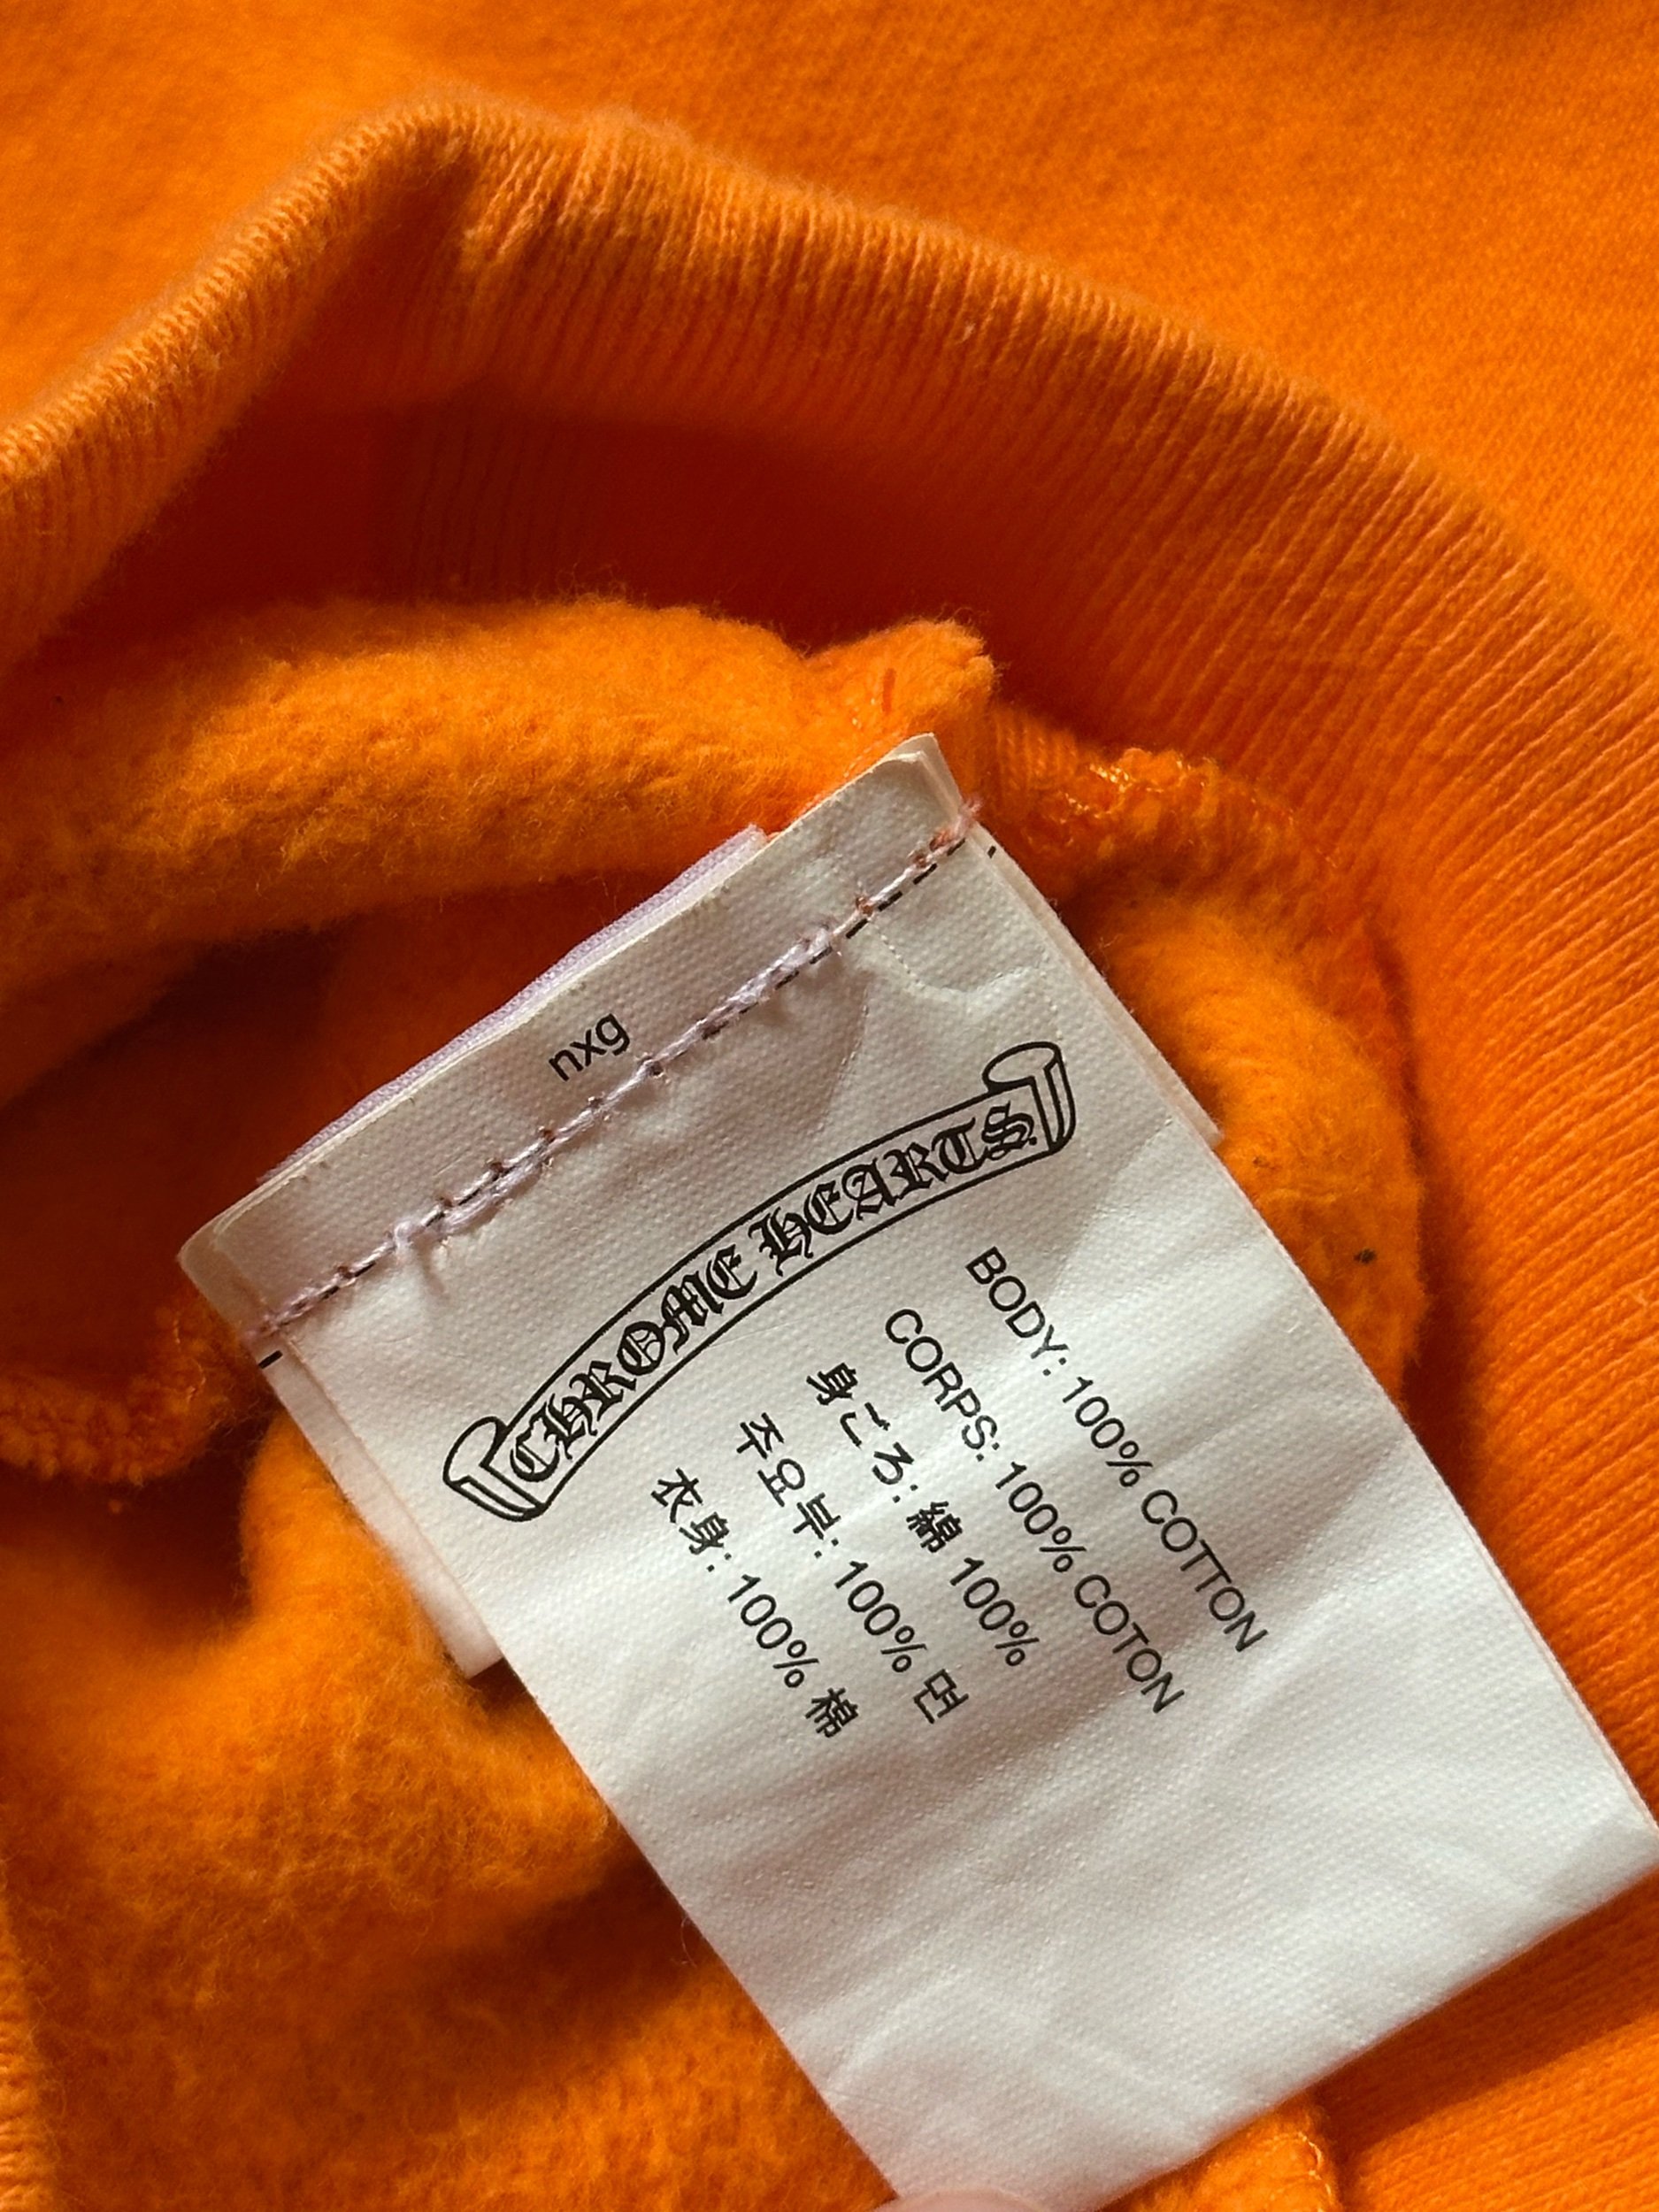 nxg
CHROME HEARTS
BODY: 100% COTTON
CORPS: 100% COTON
身ごろ: 綿 100%
주요부: 100% 면
衣身: 100% 棉